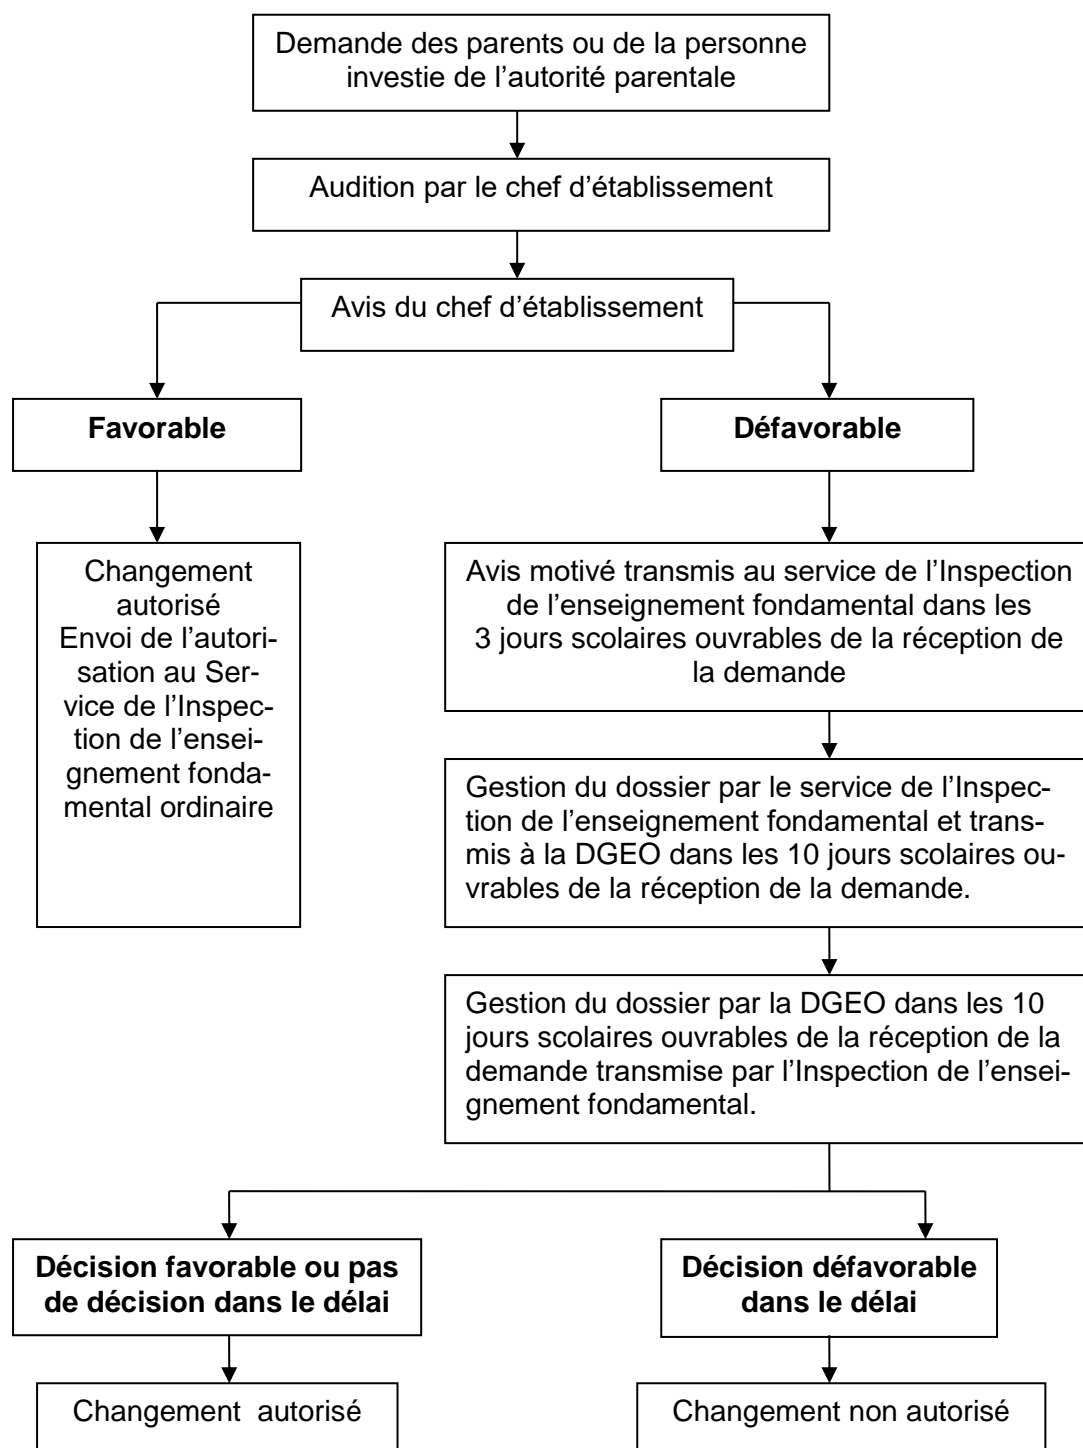 Demande des parents ou de la personne
investie de l’autorité parentale
Audition par le chef d’établissement
Avis du chef d’établissement
Favorable
Défavorable
Changement
autorisé
Envoi de l’autori-
sation au Ser-
vice de l’Inspec-
tion de l’ensei-
gnement fonda-
mental ordinaire
Avis motivé transmis au service de l’Inspection
de l’enseignement fondamental dans les
3 jours scolaires ouvrables de la réception de
la demande
Gestion du dossier par le service de l’Inspec-
tion de l’enseignement fondamental et trans-
mis à la DGEO dans les 10 jours scolaires ou-
vrables de la réception de la demande.
Gestion du dossier par la DGEO dans les 10
jours scolaires ouvrables de la réception de la
demande transmise par l’Inspection de l’ensei-
gnement fondamental.
Décision favorable ou pas
de décision dans le délai
Décision défavorable
dans le délai
Changement autorisé
Changement non autorisé